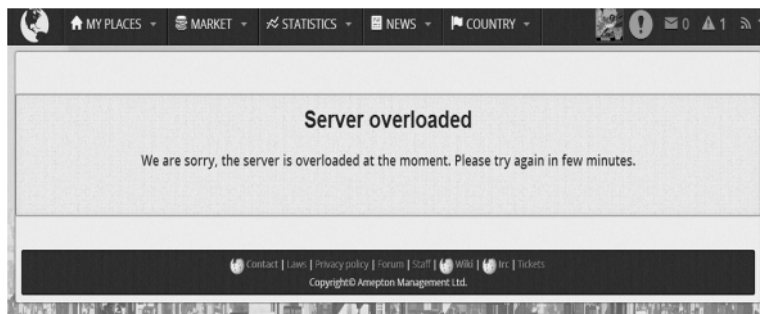 MY PLACES MARKET STATISTICS NEWS COUNTRY 0 1
Server overloaded
We are sorry, the server is overloaded at the moment. Please try again in few minutes.
Contact | Laws | Privacy policy | Forum | Staff | Wiki | Irc | Tickets
Copyright© Amepton Management Ltd.